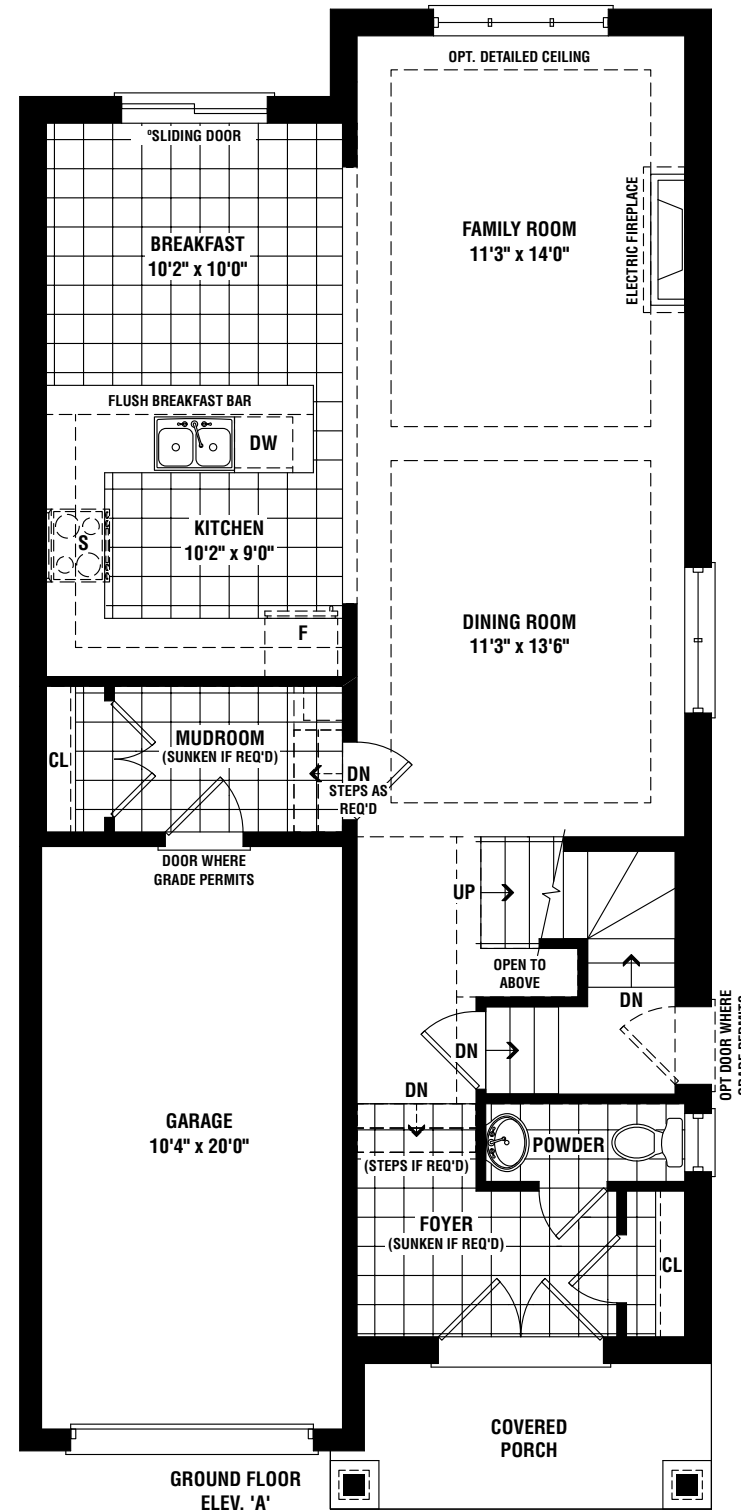 OPT. DETAILED CEILING
°SLIDING DOOR
BREAKFAST
10'2" x 10'0"
FAMILY ROOM
11'3" x 14'0"
ELECTRIC FIREPLACE
FLUSH BREAKFAST BAR
DW
S
KITCHEN
10'2" x 9'0"
F
DINING ROOM
11'3" x 13'6"
CL
MUDROOM
(SUNKEN IF REQ'D)
DN
STEPS AS
REQ'D
DOOR WHERE
GRADE PERMITS
UP
OPEN TO
ABOVE
DN
DN
OPT DOOR WHERE
GRADE PERMITS
DN
GARAGE
10'4" x 20'0"
(STEPS IF REQ'D)
POWDER
FOYER
(SUNKEN IF REQ'D)
CL
COVERED
PORCH
GROUND FLOOR
ELEV. 'A'